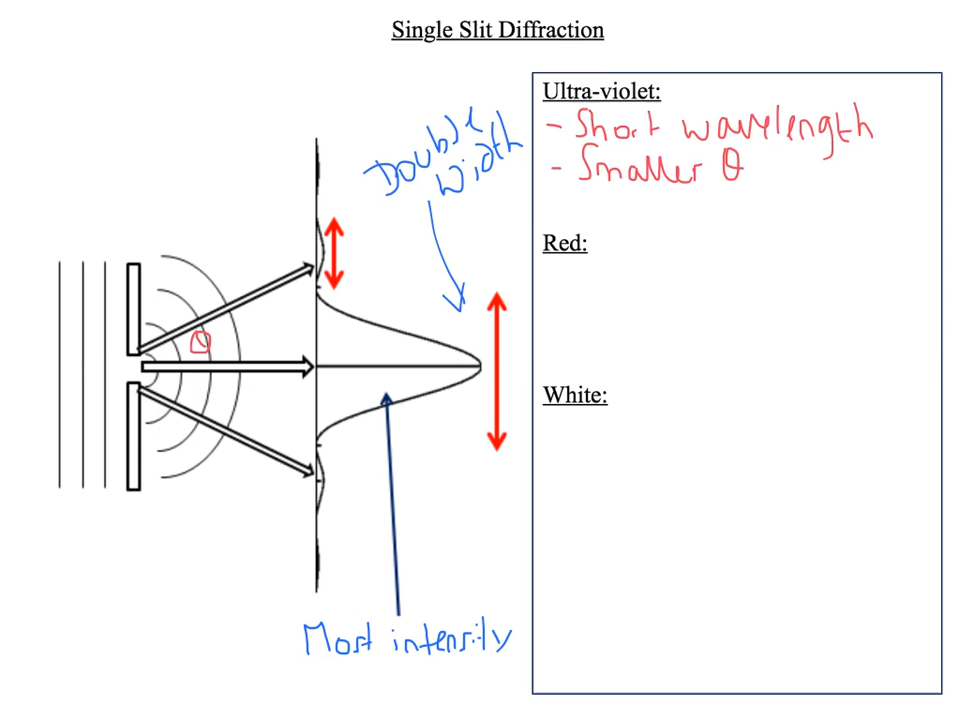 Single Slit Diffraction
Double
Width
θ
Most intensity
Ultra-violet:
- Short wavelength
- Smaller θ
Red:
White: